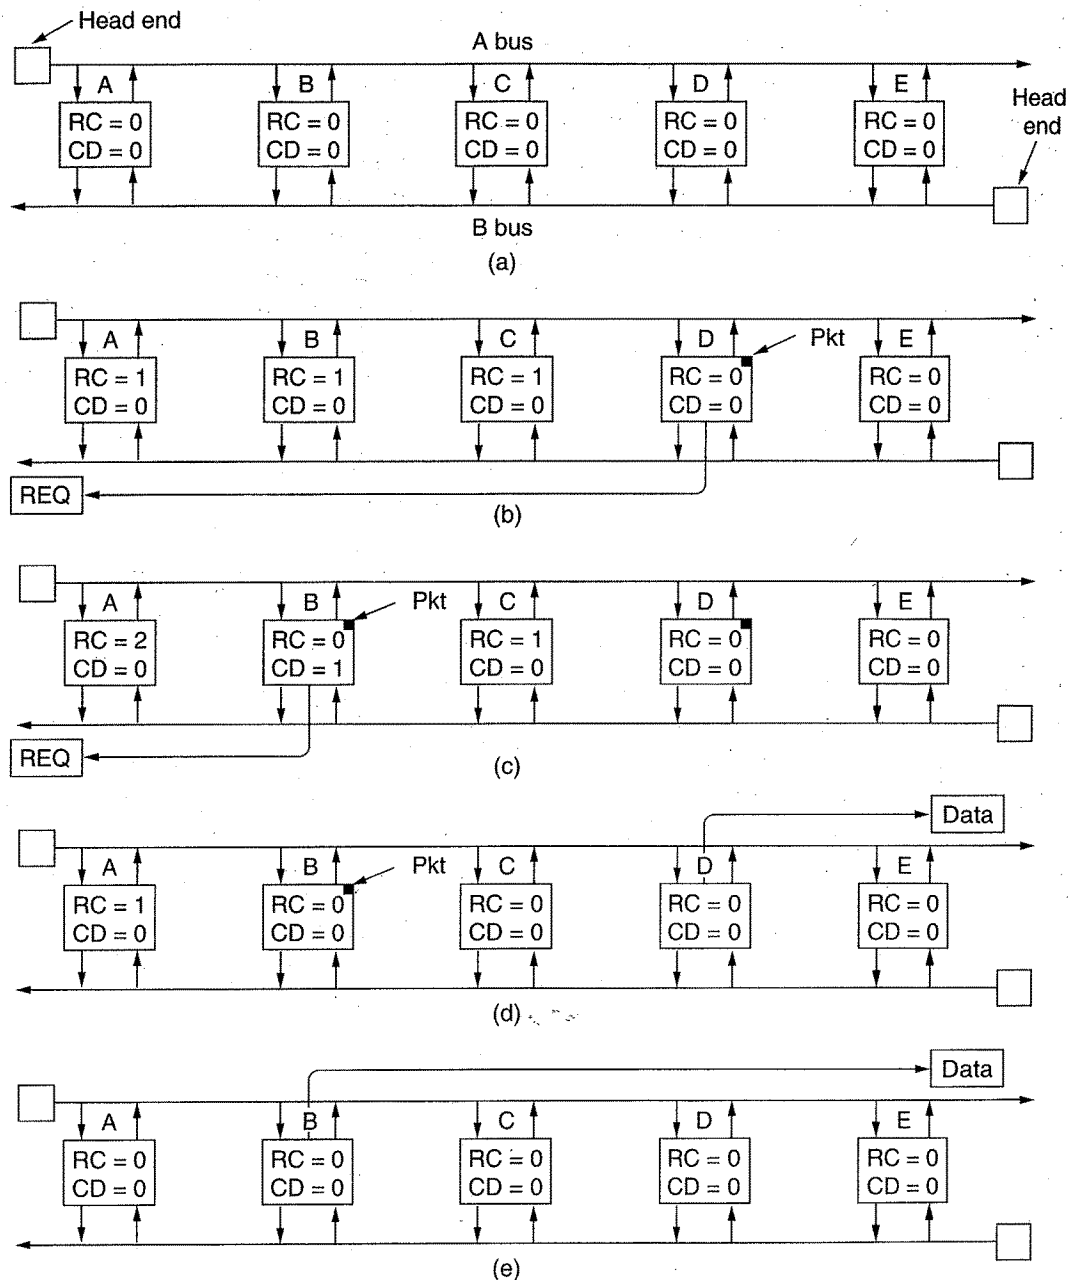 Head end
A bus
A B C D E
Head
end
RC = 0 RC = 0 RC = 0 RC = 0 RC = 0
CD = 0 CD = 0 CD = 0 CD = 0 CD = 0
B bus
(a)
A B C D Pkt E
RC = 1 RC = 1 RC = 1 RC = 0 RC = 0
CD = 0 CD = 0 CD = 0 CD = 0 CD = 0
REQ
(b)
A B Pkt C D E
RC = 2 RC = 0 RC = 1 RC = 0 RC = 0
CD = 0 CD = 1 CD = 0 CD = 0 CD = 0
REQ
(c)
Data
A B Pkt C D E
RC = 1 RC = 0 RC = 0 RC = 0 RC = 0
CD = 0 CD = 0 CD = 0 CD = 0 CD = 0
(d)
Data
A B C D E
RC = 0 RC = 0 RC = 0 RC = 0 RC = 0
CD = 0 CD = 0 CD = 0 CD = 0 CD = 0
(e)